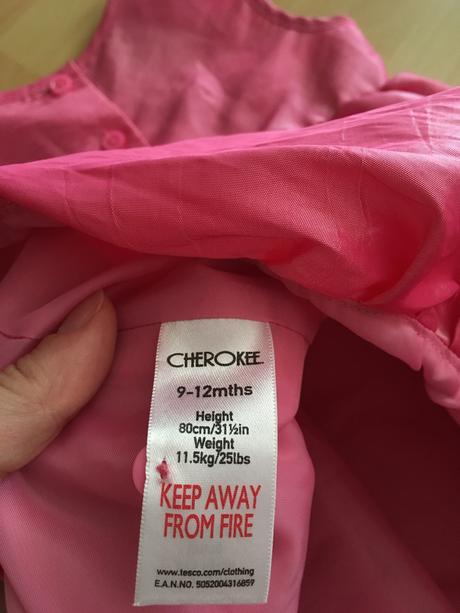 CHEROKEE
9-12mths
Height
80cm/31½in
Weight
11.5kg/25lbs
KEEP AWAY
FROM FIRE
www.tesco.com/clothing
E.A.N.NO. 5052004316859